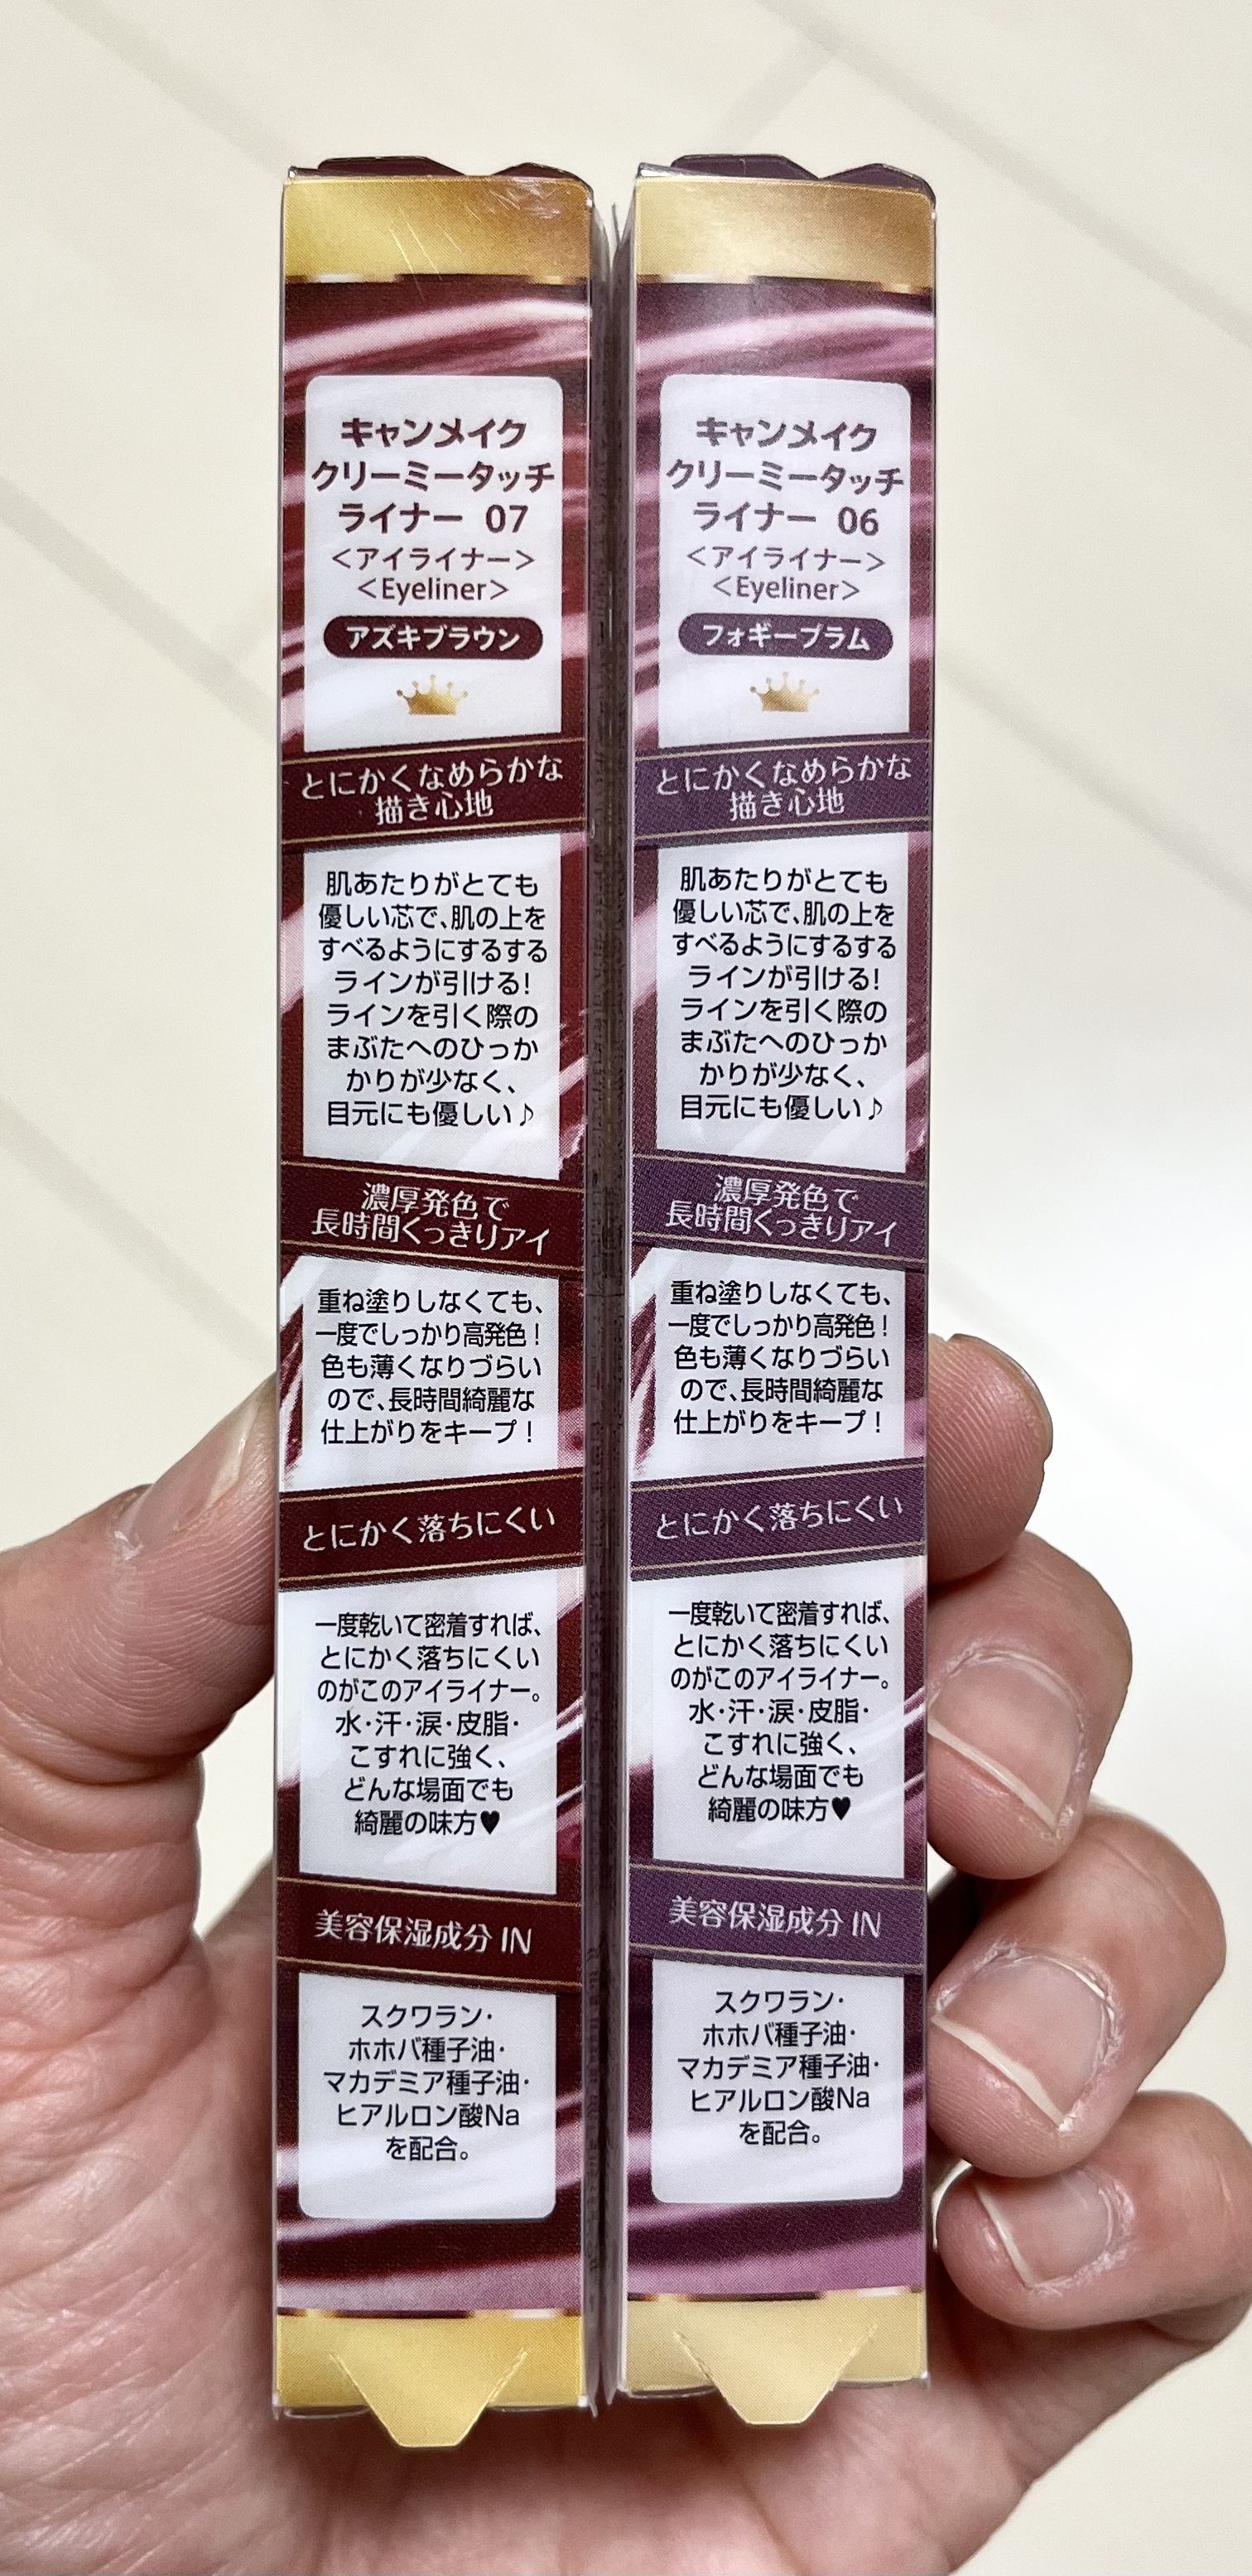 キャンメイク
クリーミータッチ
ライナー 07
<アイライナー>
<Eyeliner>
アズキブラウン
とにかくなめらかな
描き心地
肌あたりがとても
優しい芯で、肌の上を
すべるようにするする
ラインが引ける!
ラインを引く際の
まぶたへのひっか
かりが少なく、
目元にも優しい♪
濃厚発色で
長時間くっきりアイ
重ね塗りしなくても、
一度でしっかり高発色!
色も薄くなりづらい
ので、長時間綺麗な
仕上がりをキープ!
とにかく落ちにくい
一度乾いて密着すれば、
とにかく落ちにくい
のがこのアイライナー。
水・汗・涙・皮脂・
こすれに強く、
どんな場面でも
綺麗の味方♥
美容保湿成分 IN
スクワラン・
ホホバ種子油・
マカデミア種子油・
ヒアルロン酸Na
を配合。
キャンメイク
クリーミータッチ
ライナー 06
<アイライナー>
<Eyeliner>
フォギープラム
とにかくなめらかな
描き心地
肌あたりがとても
優しい芯で、肌の上を
すべるようにするする
ラインが引ける!
ラインを引く際の
まぶたへのひっか
かりが少なく、
目元にも優しい♪
濃厚発色で
長時間くっきりアイ
重ね塗りしなくても、
一度でしっかり高発色!
色も薄くなりづらい
ので、長時間綺麗な
仕上がりをキープ!
とにかく落ちにくい
一度乾いて密着すれば、
とにかく落ちにくい
のがこのアイライナー。
水・汗・涙・皮脂・
こすれに強く、
どんな場面でも
綺麗の味方♥
美容保湿成分 IN
スクワラン・
ホホバ種子油・
マカデミア種子油・
ヒアルロン酸Na
を配合。